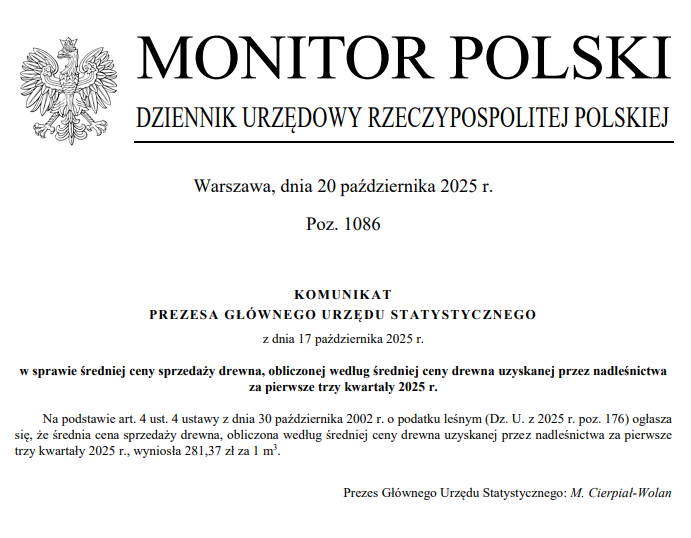 MONITOR POLSKI
DZIENNIK URZĘDOWY RZECZYPOSPOLITEJ POLSKIEJ
Warszawa, dnia 20 października 2025 r.
Poz. 1086
KOMUNIKAT
PREZESA GŁÓWNEGO URZĘDU STATYSTYCZNEGO
z dnia 17 października 2025 r.
w sprawie średniej ceny sprzedaży drewna, obliczonej według średniej ceny drewna uzyskanej przez nadleśnictwa
za pierwsze trzy kwartały 2025 r.
Na podstawie art. 4 ust. 4 ustawy z dnia 30 października 2002 r. o podatku leśnym (Dz. U. z 2025 r. poz. 176) ogłasza
się, że średnia cena sprzedaży drewna, obliczona według średniej ceny drewna uzyskanej przez nadleśnictwa za pierwsze
trzy kwartały 2025 r., wyniosła 281,37 zł za 1 m³.
Prezes Głównego Urzędu Statystycznego: M. Cierpiał-Wolan